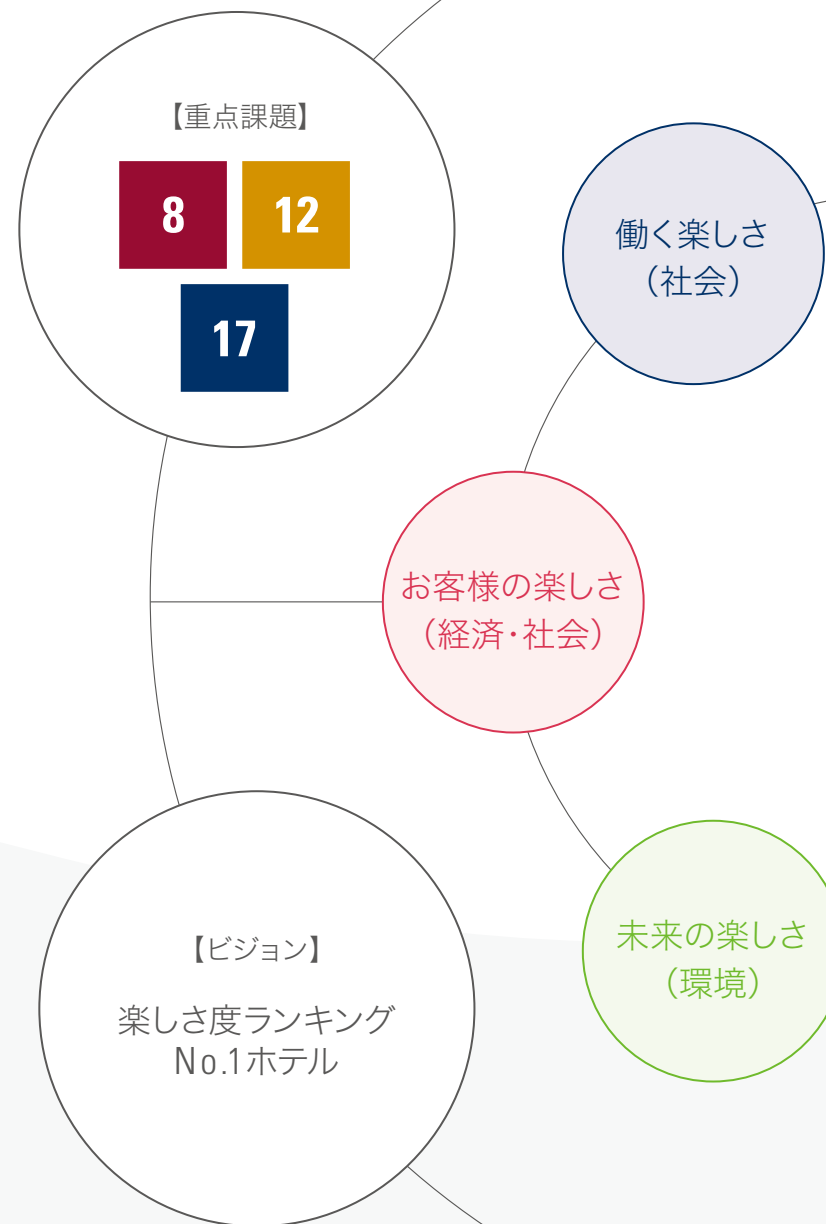 【重点課題】
8
12
17
働く楽しさ
（社会）
お客様の楽しさ
（経済・社会）
未来の楽しさ
（環境）
【ビジョン】
楽しさ度ランキング
No.1ホテル